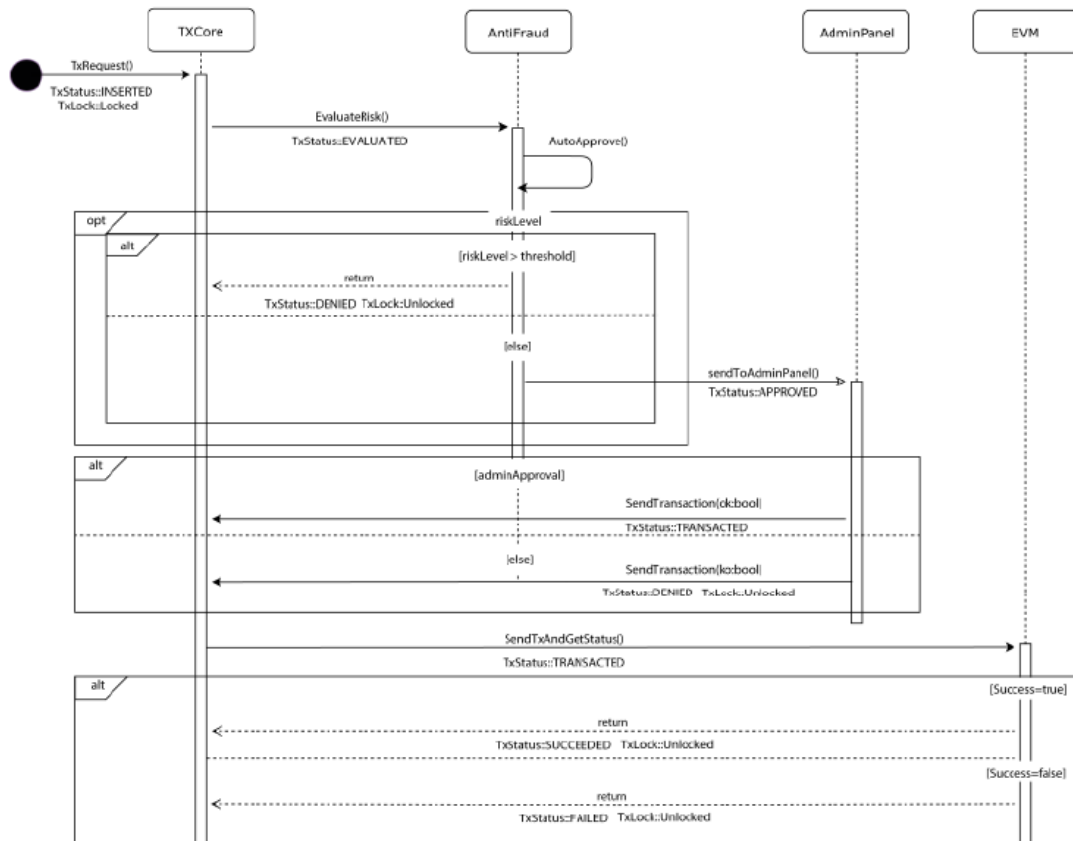 TXCore
AntiFraud
AdminPanel
EVM
TxRequest()
TxStatus::INSERTED
TxLock::Locked
EvaluateRisk()
TxStatus::EVALUATED
AutoApprove()
opt
riskLevel
alt
[riskLevel > threshold]
return
TxStatus::DENIED TxLock::Unlocked
[else]
sendToAdminPanel()
TxStatus::APPROVED
alt
[adminApproval]
SendTransaction(ok:bool)
TxStatus::TRANSACTED
[else]
SendTransaction(ko:bool)
TxStatus::DENIED TxLock::Unlocked
SendTxAndGetStatus()
TxStatus::TRANSACTED
alt
[Success=true]
return
TxStatus::SUCCEEDED TxLock::Unlocked
[Success=false]
return
TxStatus::FAILED TxLock::Unlocked